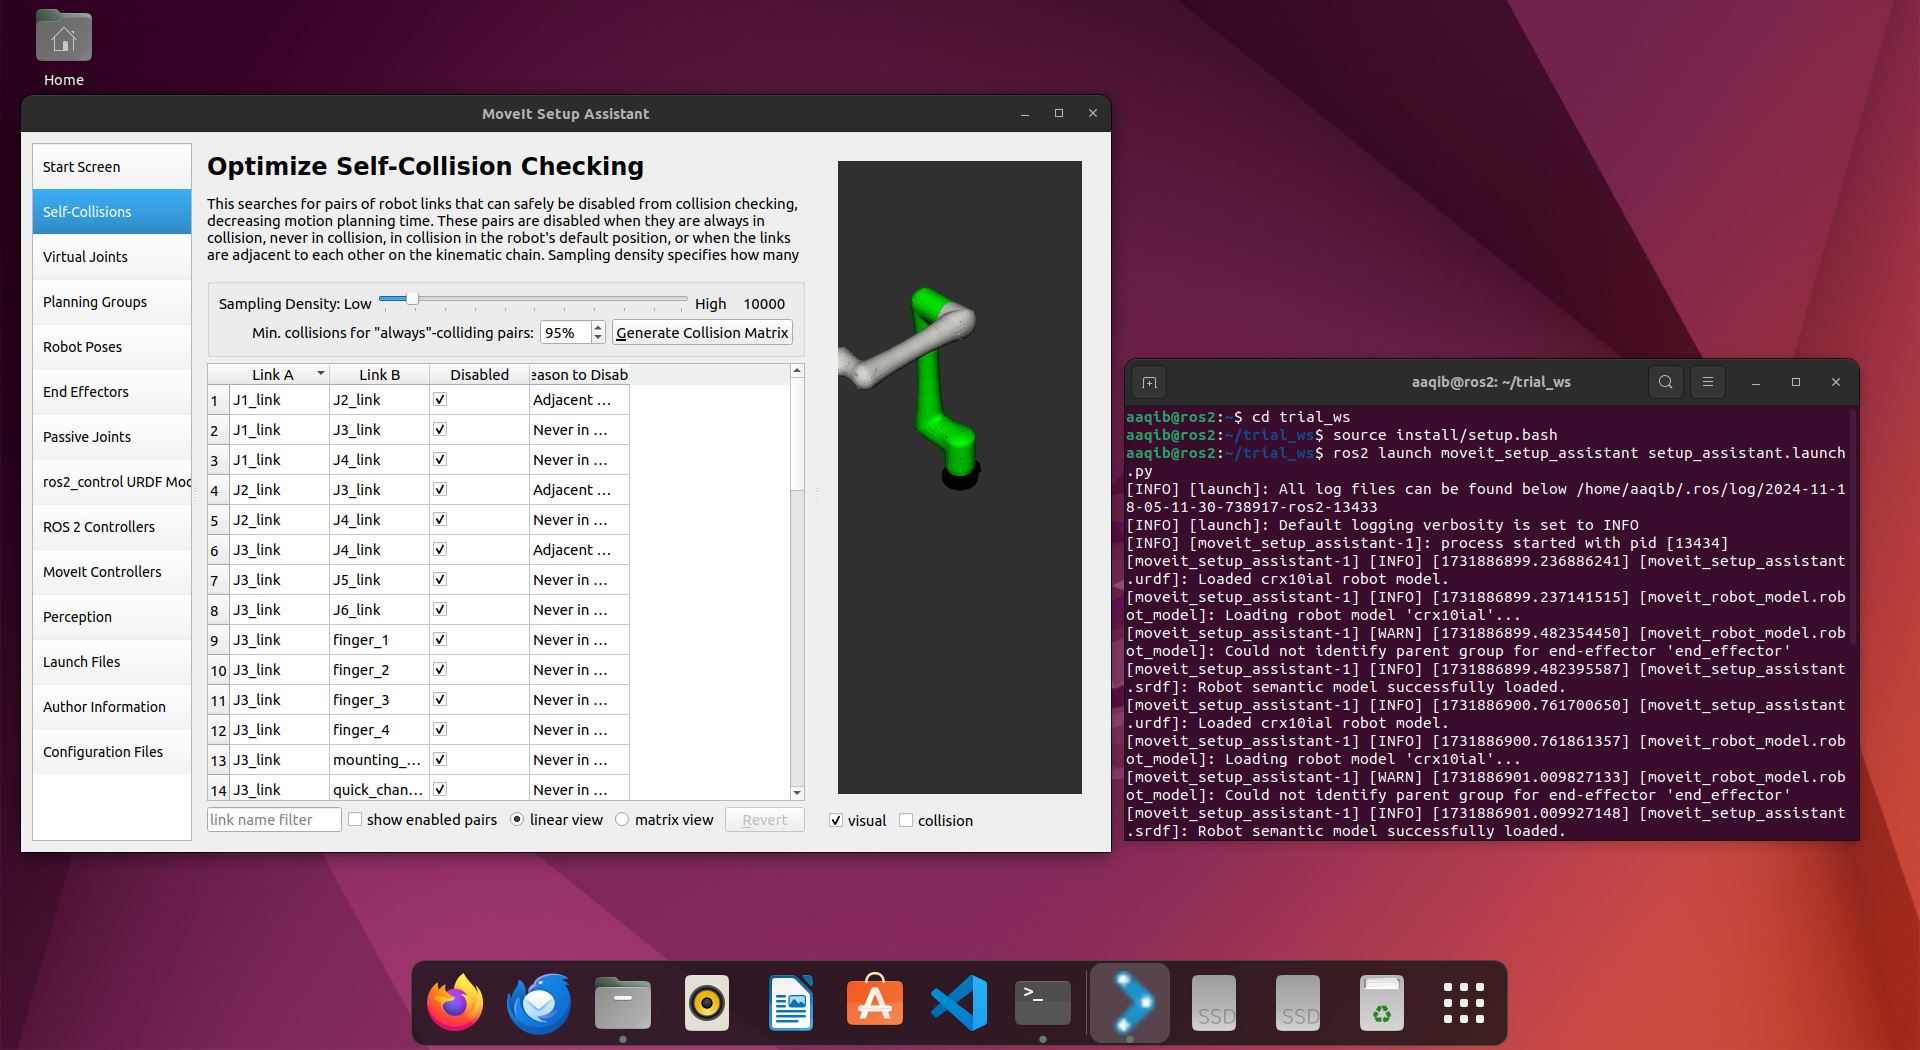 Home
MoveIt Setup Assistant
Start Screen
Self-Collisions
Virtual Joints
Planning Groups
Robot Poses
End Effectors
Passive Joints
ros2_control URDF Moc
ROS 2 Controllers
MoveIt Controllers
Perception
Launch Files
Author Information
Configuration Files
Optimize Self-Collision Checking
This searches for pairs of robot links that can safely be disabled from collision checking,
decreasing motion planning time. These pairs are disabled when they are always in
collision, never in collision, in collision in the robot's default position, or when the links
are adjacent to each other on the kinematic chain. Sampling density specifies how many
Sampling Density: Low High 10000
Min. collisions for "always"-colliding pairs: 95% Generate Collision Matrix
Link A Link B Disabled eason to Disab
1 J1_link J2_link Adjacent ...
2 J1_link J3_link Never in ...
3 J1_link J4_link Never in ...
4 J2_link J3_link Adjacent ...
5 J2_link J4_link Never in ...
6 J3_link J4_link Adjacent ...
7 J3_link J5_link Never in ...
8 J3_link J6_link Never in ...
9 J3_link finger_1 Never in ...
10 J3_link finger_2 Never in ...
11 J3_link finger_3 Never in ...
12 J3_link finger_4 Never in ...
13 J3_link mounting_... Never in ...
14 J3_link quick_chan... Never in ...
link name filter show enabled pairs linear view matrix view Revert
visual collision
aaqib@ros2: ~/trial_ws
aaqib@ros2:~$ cd trial_ws
aaqib@ros2:~/trial_ws$ source install/setup.bash
aaqib@ros2:~/trial_ws$ ros2 launch moveit_setup_assistant setup_assistant.launch
.py
[INFO] [launch]: All log files can be found below /home/aaqib/.ros/log/2024-11-1
8-05-11-30-738917-ros2-13433
[INFO] [launch]: Default logging verbosity is set to INFO
[INFO] [moveit_setup_assistant-1]: process started with pid [13434]
[moveit_setup_assistant-1] [INFO] [1731886899.236886241] [moveit_setup_assistant
.urdf]: Loaded crx10ial robot model.
[moveit_setup_assistant-1] [INFO] [1731886899.237141515] [moveit_robot_model.rob
ot_model]: Loading robot model 'crx10ial'...
[moveit_setup_assistant-1] [WARN] [1731886899.482354450] [moveit_robot_model.rob
ot_model]: Could not identify parent group for end-effector 'end_effector'
[moveit_setup_assistant-1] [INFO] [1731886899.482395587] [moveit_setup_assistant
.srdf]: Robot semantic model successfully loaded.
[moveit_setup_assistant-1] [INFO] [1731886900.761700650] [moveit_setup_assistant
.urdf]: Loaded crx10ial robot model.
[moveit_setup_assistant-1] [INFO] [1731886900.761861357] [moveit_robot_model.rob
ot_model]: Loading robot model 'crx10ial'...
[moveit_setup_assistant-1] [WARN] [1731886901.009827133] [moveit_robot_model.rob
ot_model]: Could not identify parent group for end-effector 'end_effector'
[moveit_setup_assistant-1] [INFO] [1731886901.009927148] [moveit_setup_assistant
.srdf]: Robot semantic model successfully loaded.
>_
SSD
SSD